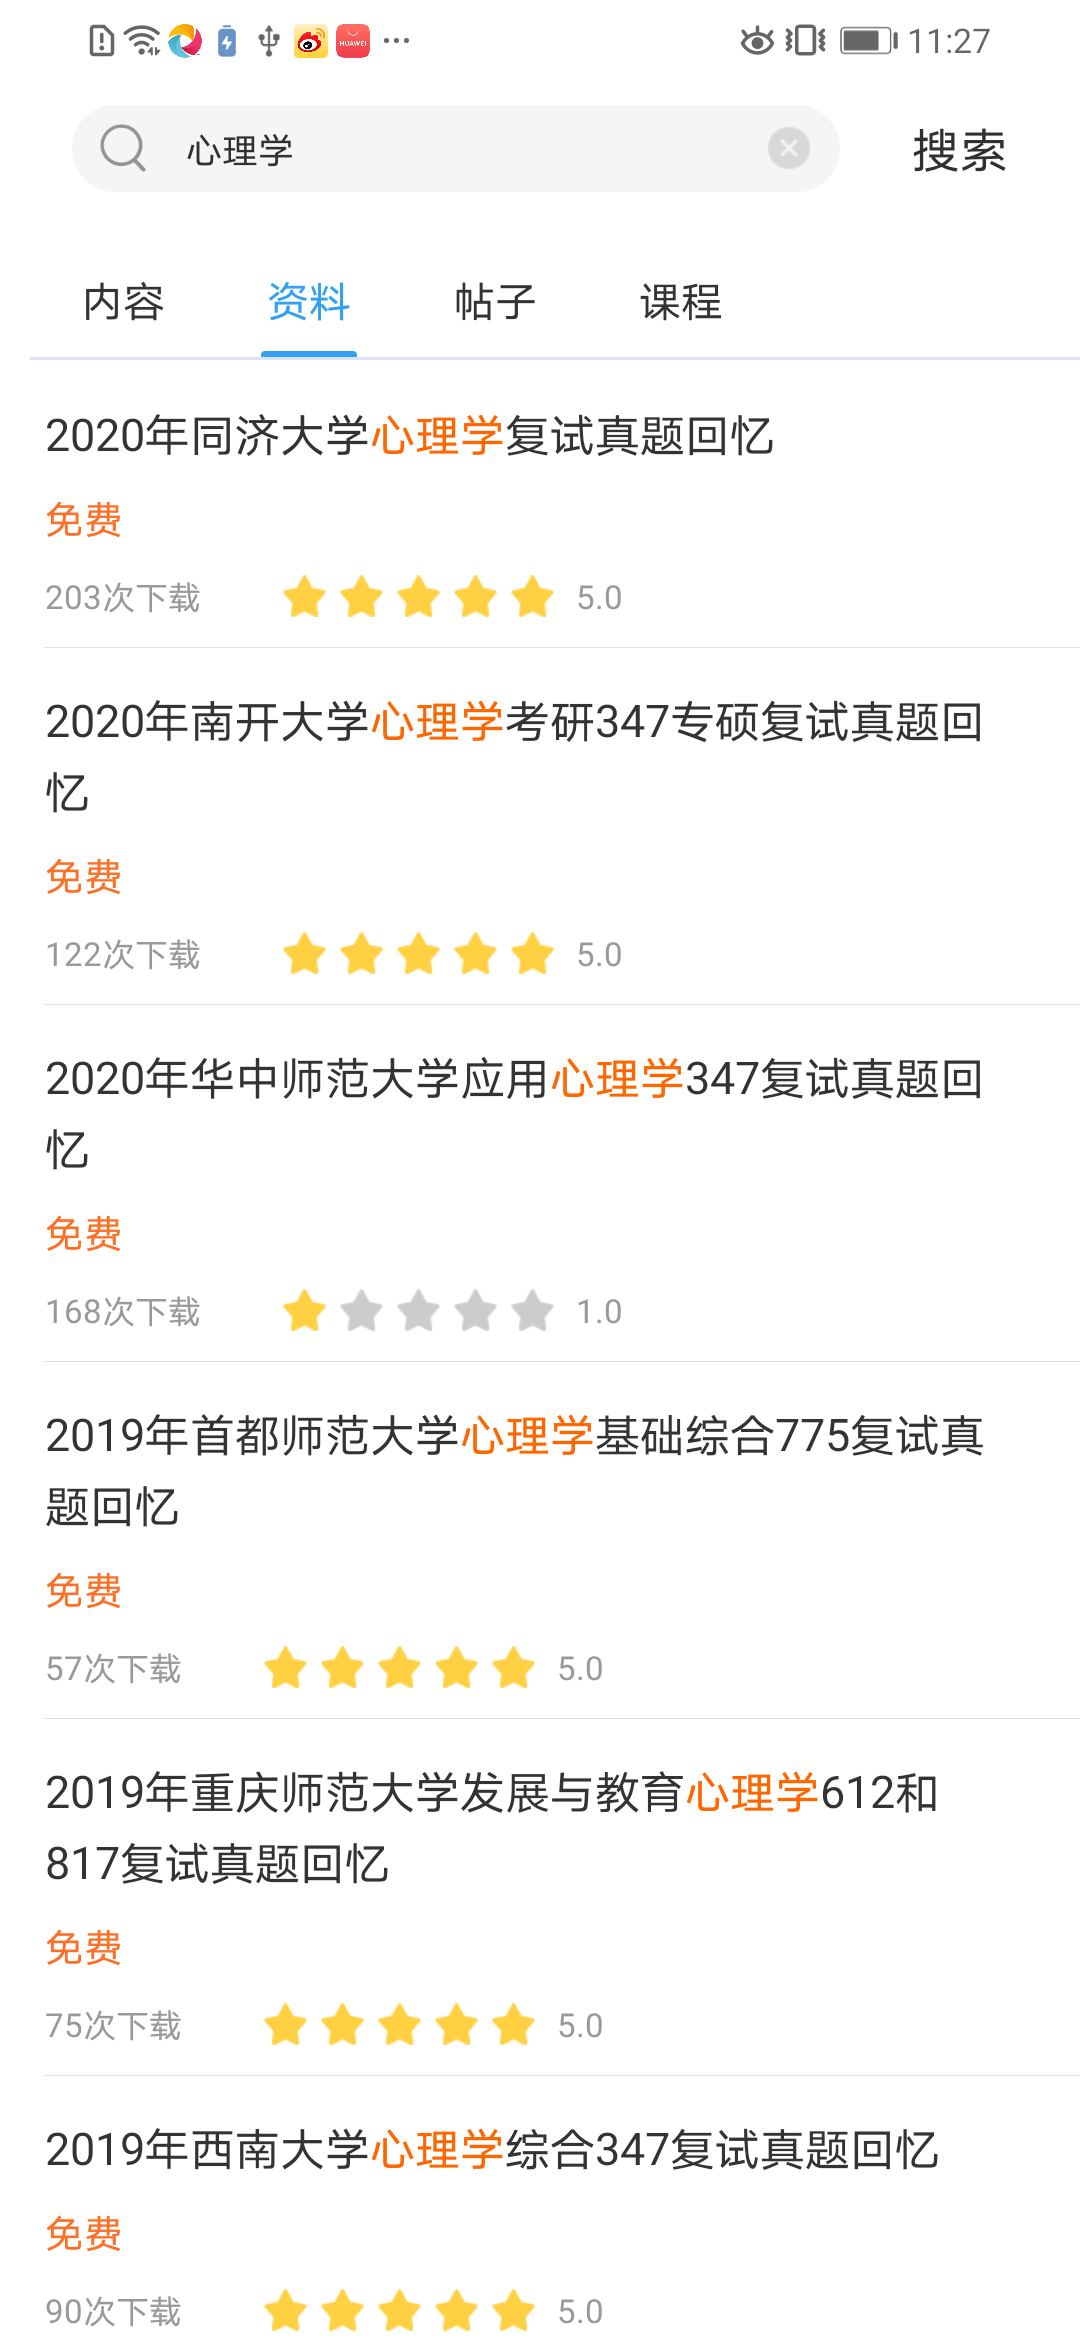 HUAWEI
11:27
心理学
搜索
内容 资料 帖子 课程
2020年同济大学心理学复试真题回忆
免费
203次下载 5.0
2020年南开大学心理学考研347专硕复试真题回
忆
免费
122次下载 5.0
2020年华中师范大学应用心理学347复试真题回
忆
免费
168次下载 1.0
2019年首都师范大学心理学基础综合775复试真
题回忆
免费
57次下载 5.0
2019年重庆师范大学发展与教育心理学612和
817复试真题回忆
免费
75次下载 5.0
2019年西南大学心理学综合347复试真题回忆
免费
90次下载 5.0